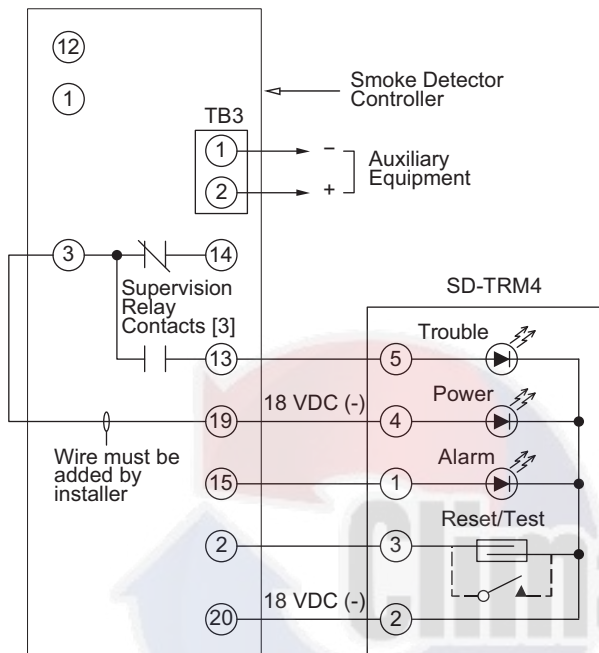 12
1
Smoke Detector
Controller
TB3
1
−
2
+
Auxiliary
Equipment
3
14
Supervision
Relay
Contacts [3]
13
SD-TRM4
Trouble
5
19
18 VDC (-)
4
Power
Wire must be
added by
installer
15
1
Alarm
2
3
Reset/Test
20
18 VDC (-)
2
Clim